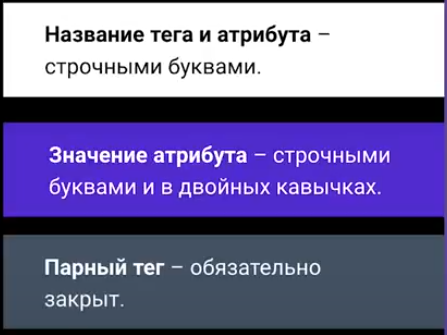 Название тега и атрибута –
строчными буквами.
Значение атрибута – строчными
буквами и в двойных кавычках.
Парный тег – обязательно
закрыт.